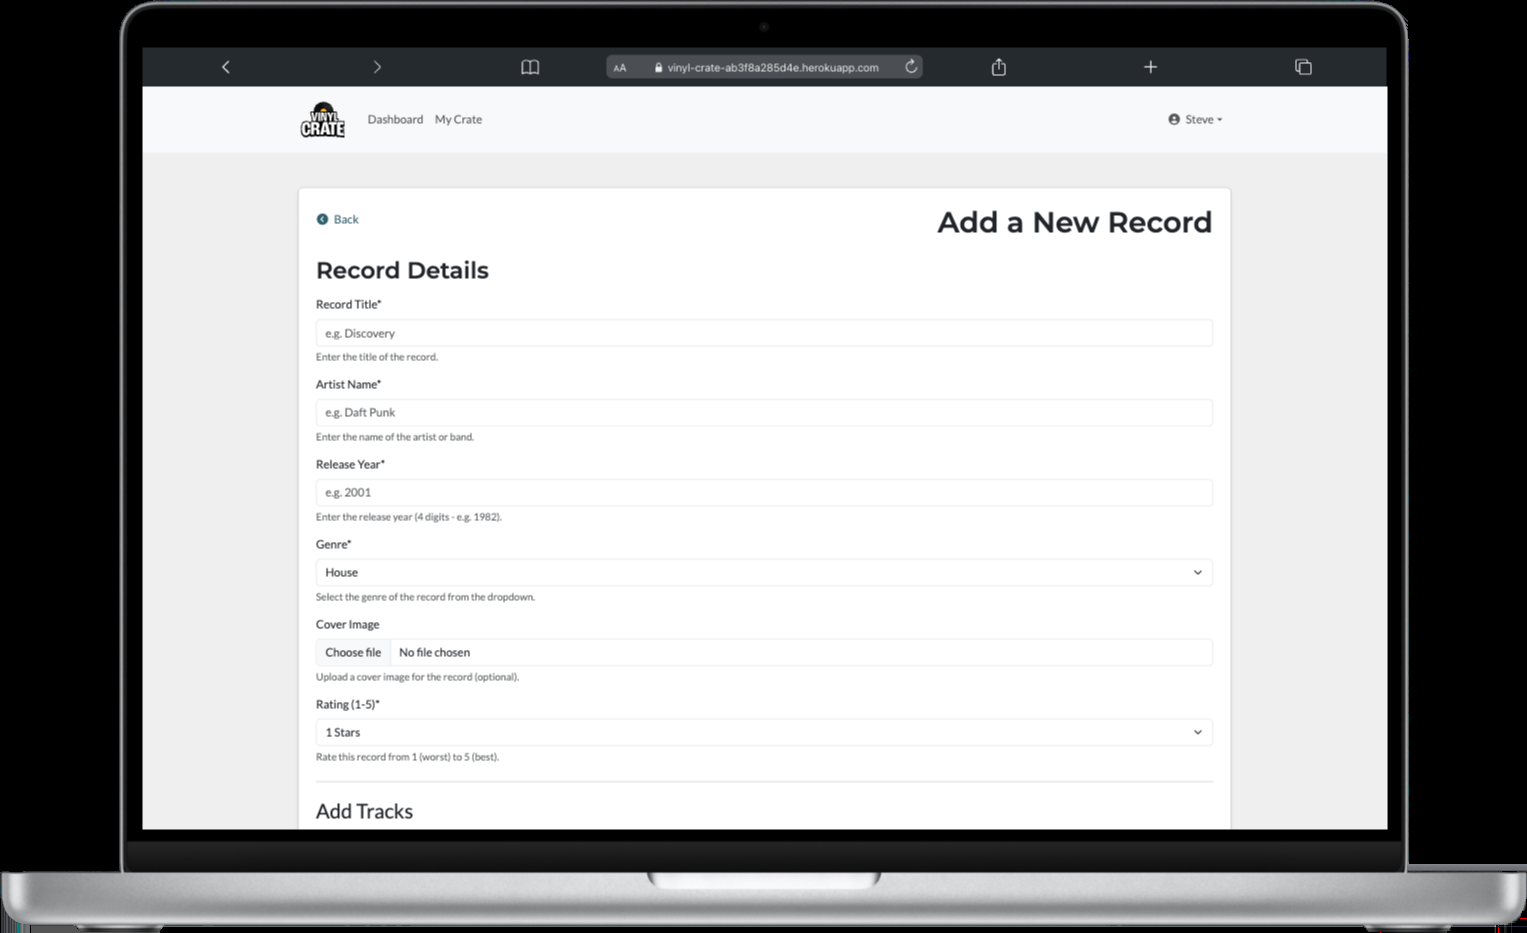 AA vinyl-crate-ab3f8a285d4e.herokuapp.com
VINYL
CRATE
Dashboard My Crate Steve
Back
Add a New Record
Record Details
Record Title*
e.g. Discovery
Enter the title of the record.
Artist Name*
e.g. Daft Punk
Enter the name of the artist or band.
Release Year*
e.g. 2001
Enter the release year (4 digits - e.g. 1982).
Genre*
House
Select the genre of the record from the dropdown.
Cover Image
Choose file No file chosen
Upload a cover image for the record (optional).
Rating (1-5)*
1 Stars
Rate this record from 1 (worst) to 5 (best).
Add Tracks